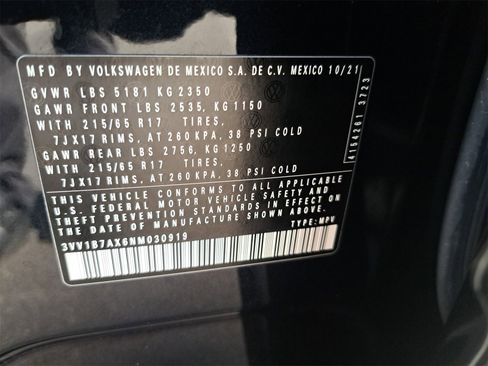 MFD BY VOLKSWAGEN DE MEXICO S.A. DE C.V. MEXICO 10/21
GVWR LBS 5181 KG 2350
GAWR FRONT LBS 2535, KG 1150
WITH 215/65 R17 TIRES,
7JX17 RIMS, AT 260 KPA, 38 PSI COLD
GAWR REAR LBS 2756, KG 1250
WITH 215/65 R17 TIRES,
7JX17 RIMS, AT 260 KPA, 38 PSI COLD
THIS VEHICLE CONFORMS TO ALL APPLICABLE
U.S. FEDERAL MOTOR VEHICLE SAFETY AND
THEFT PREVENTION STANDARDS IN EFFECT ON
THE DATE OF MANUFACTURE SHOWN ABOVE.
3VV1B7AX6NM030919 TYPE: MPV
4154261 3723